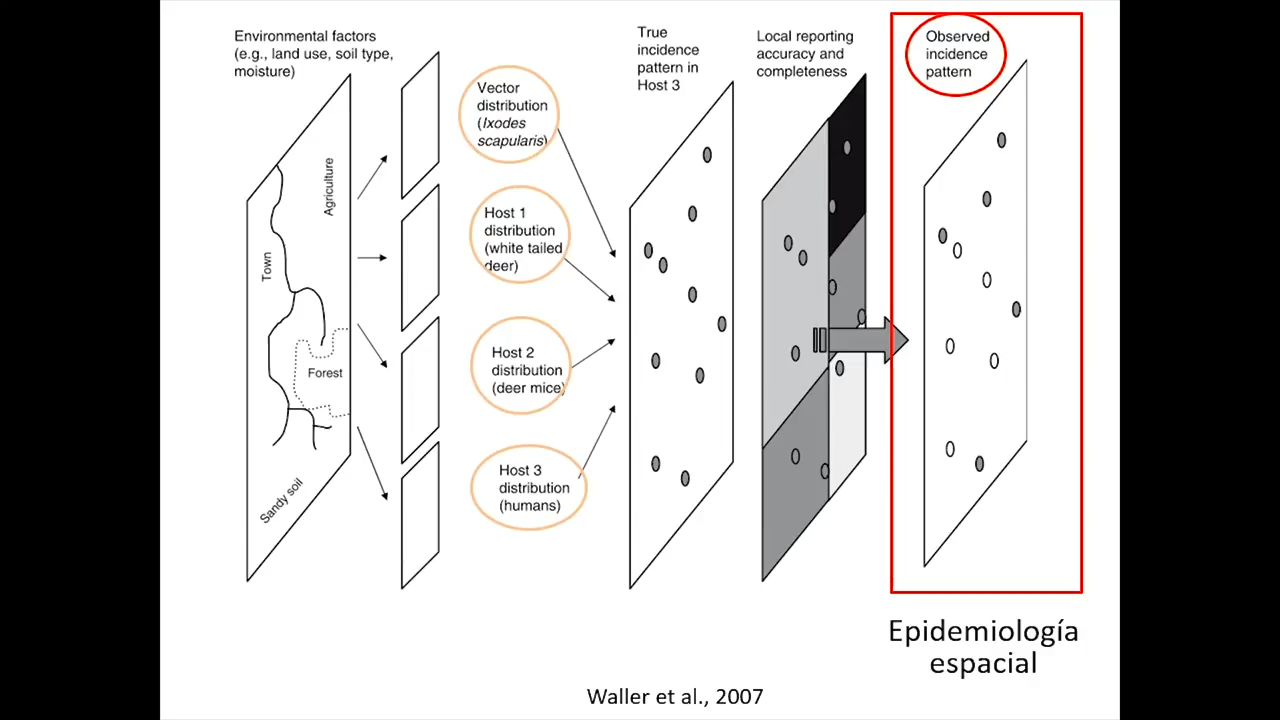 Environmental factors
(e.g., land use, soil type,
moisture)
Agriculture
Town
Forest
Sandy soil
Vector
distribution
(Ixodes
scapularis)
Host 1
distribution
(white tailed
deer)
Host 2
distribution
(deer mice)
Host 3
distribution
(humans)
True
incidence
pattern in
Host 3
Local reporting
accuracy and
completeness
Observed
incidence
pattern
Epidemiología
espacial
Waller et al., 2007